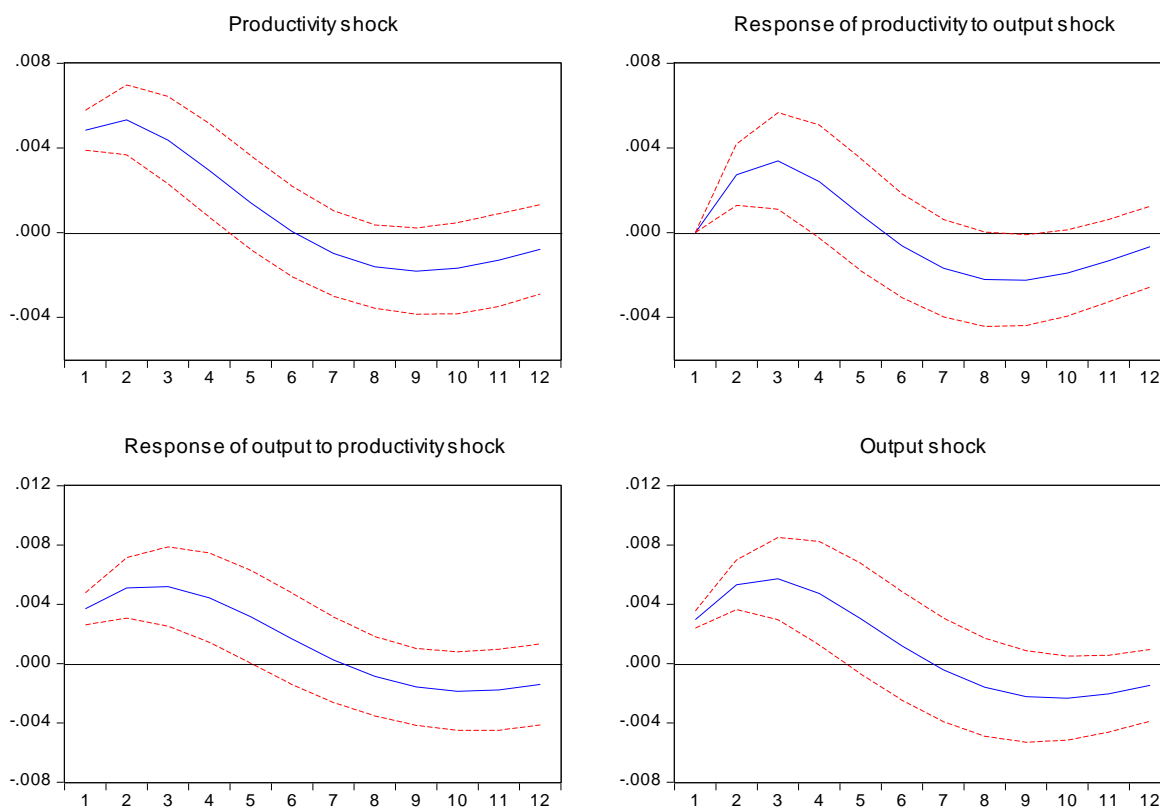 Productivity shock
.008
.004
.000
-.004
1 2 3 4 5 6 7 8 9 10 11 12
Response of productivity to output shock
.008
.004
.000
-.004
1 2 3 4 5 6 7 8 9 10 11 12
Response of output to productivity shock
.012
.008
.004
.000
-.004
-.008
1 2 3 4 5 6 7 8 9 10 11 12
Output shock
.012
.008
.004
.000
-.004
-.008
1 2 3 4 5 6 7 8 9 10 11 12